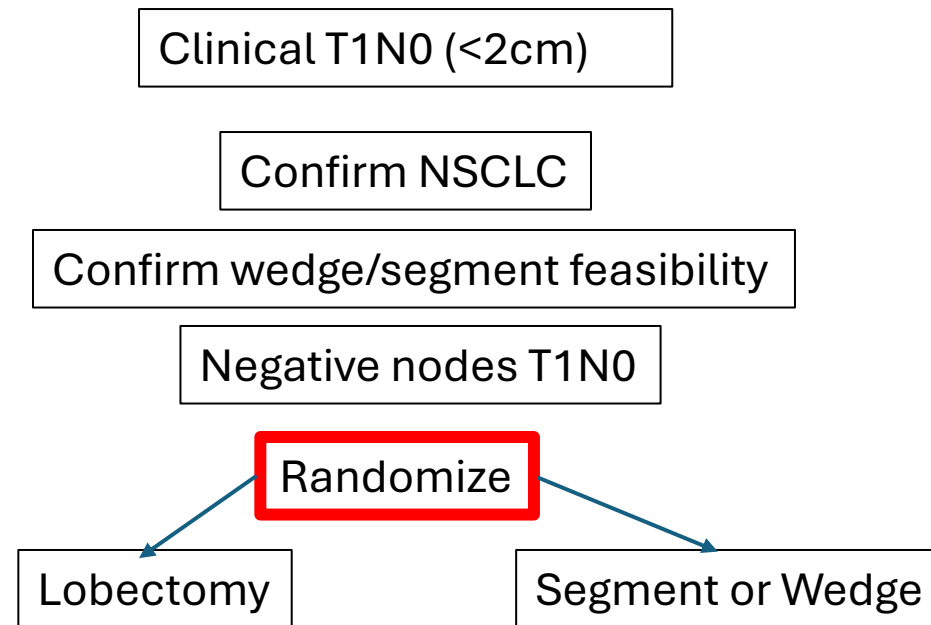 Clinical T1N0 (<2cm)
Confirm NSCLC
Confirm wedge/segment feasibility
Negative nodes T1N0
Randomize
Lobectomy
Segment or Wedge